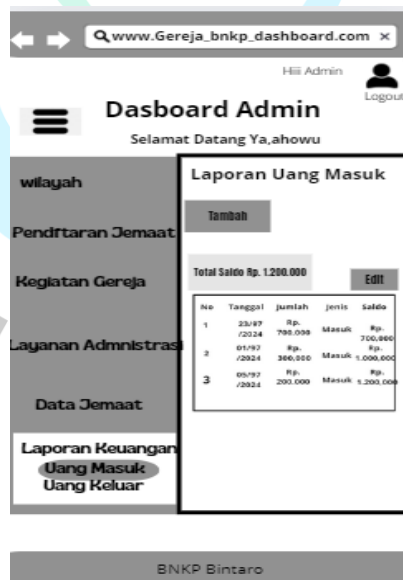 www.Gereja_bnkp_dashboard.com ×
Hiii Admin
Logout
Dasboard Admin
Selamat Datang Ya,ahowu
wilayah
Pendftaran Jemaat
Kegiatan Gereja
Layanan Admnistrasi
Data Jemaat
Laporan Keuangan
Uang Masuk
Uang Keluar
Laporan Uang Masuk
Tambah
Total Saldo Rp. 1.200.000
Edit
No Tanggal Jumlah Jenis Saldo
1 23/97/2024 Rp. 700.000 Masuk Rp. 700.000
2 01/97/2024 Rp. 300,000 Masuk Rp. 1.000,000
3 05/97/2024 Rp. 200.000 Masuk Rp. 1.200,000
BNKP Bintaro